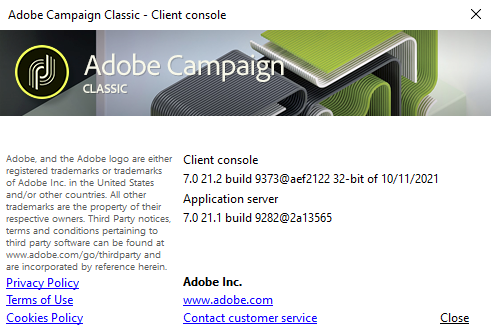 Adobe Campaign Classic - Client console
Adobe Campaign
CLASSIC
Adobe, and the Adobe logo are either
registered trademarks or trademarks
of Adobe Inc. in the United States
and/or other countries. All other
trademarks are the property of their
respective owners. Third Party notices,
terms and conditions pertaining to
third party software can be found at
www.adobe.com/go/thirdparty and
are incorporated by reference herein.
Privacy Policy
Terms of Use
Cookies Policy
Client console
7.0 21.2 build 9373@aef2122 32-bit of 10/11/2021
Application server
7.0 21.1 build 9282@2a13565
Adobe Inc.
www.adobe.com
Contact customer service
Close